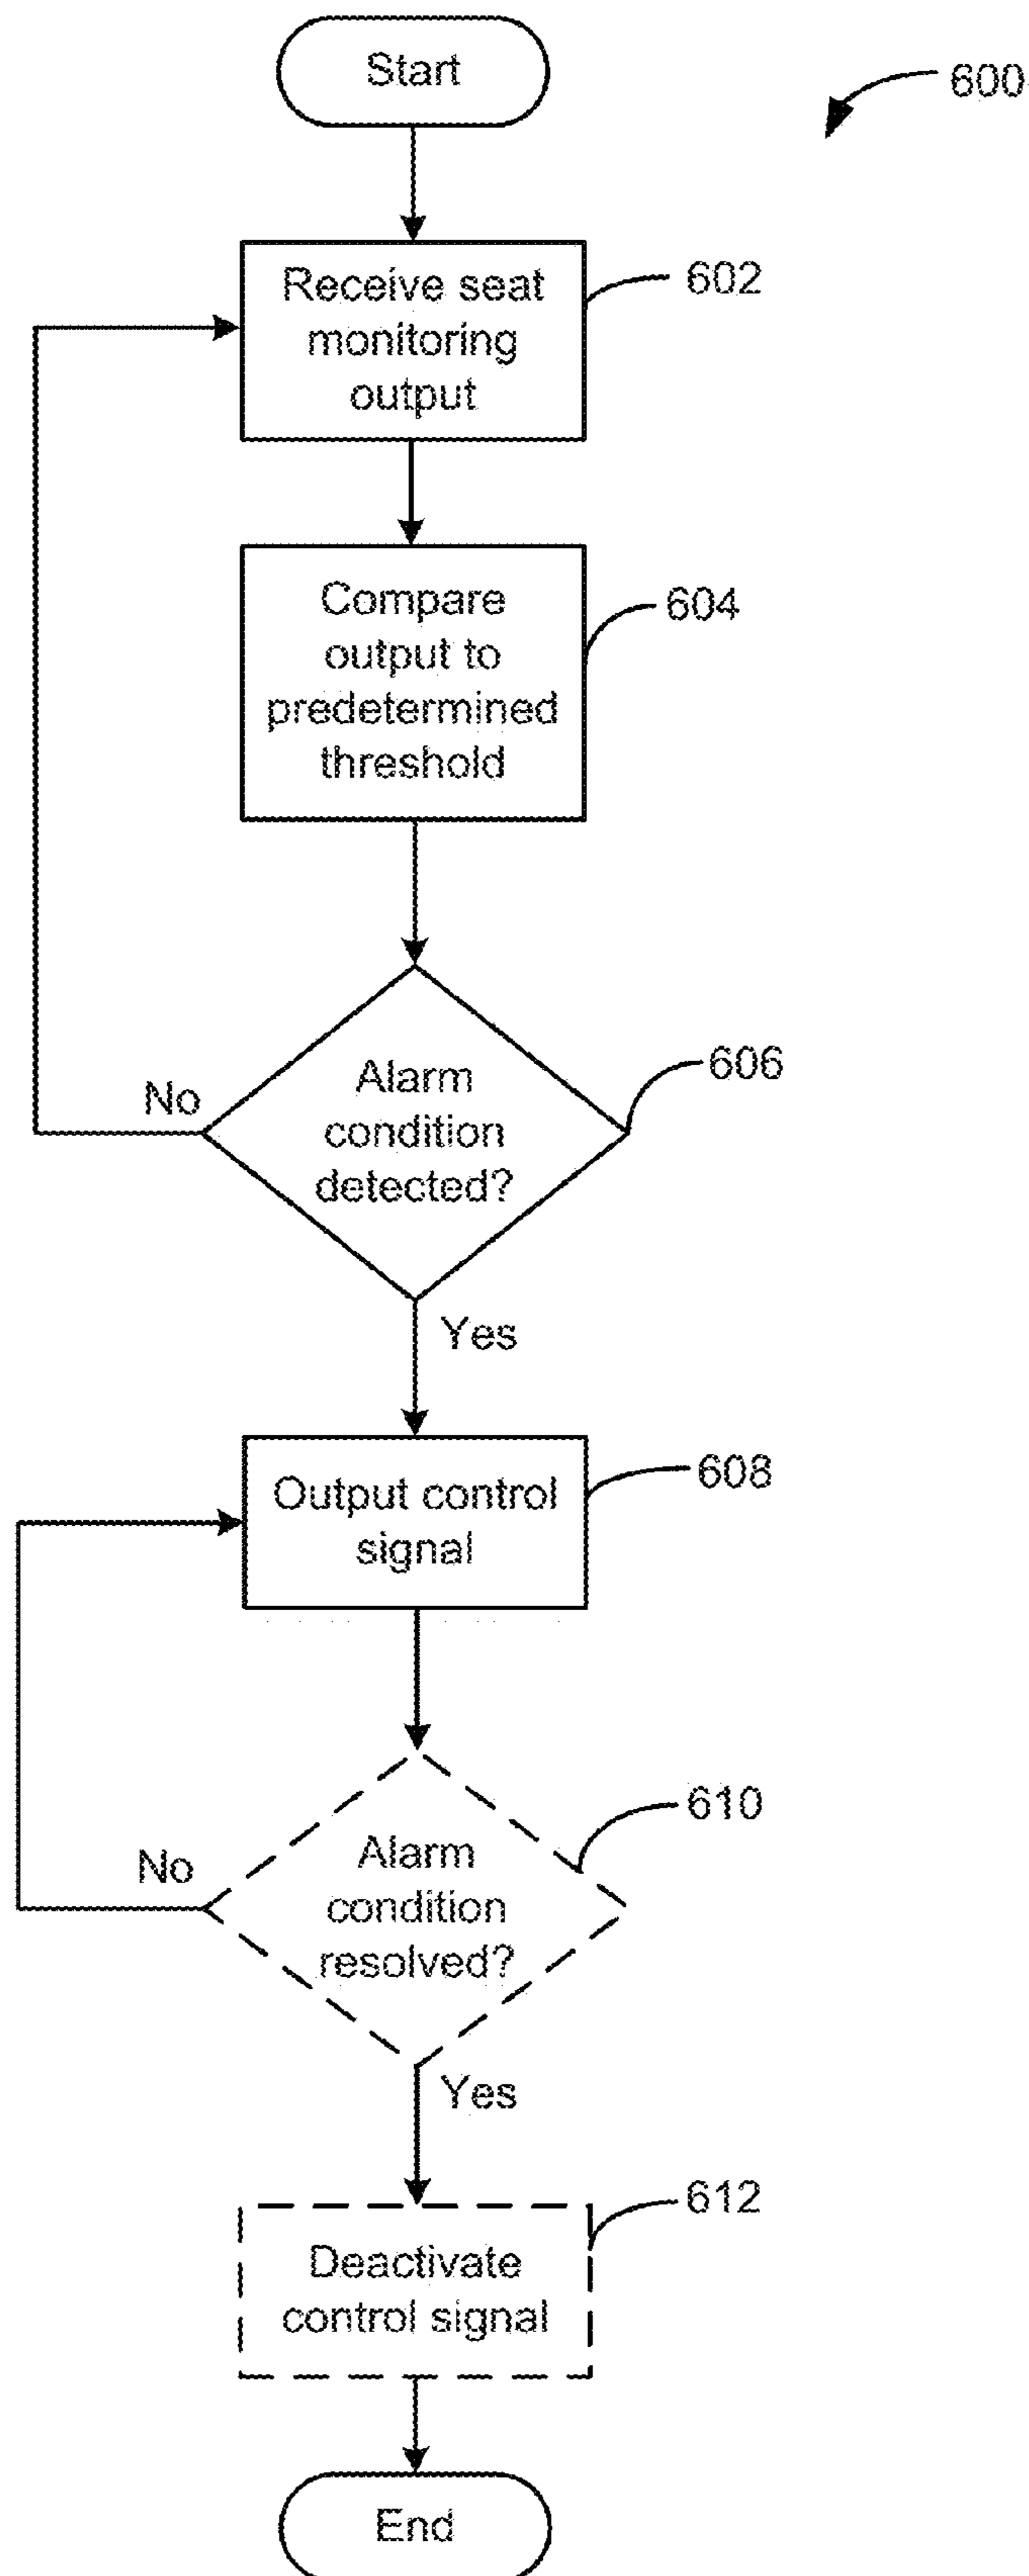 Start
600
Receive seat
monitoring
output
602
Compare
output to
predetermined
threshold
604
Alarm
condition
detected?
606
No
Yes
Output control
signal
608
Alarm
condition
resolved?
610
No
Yes
Deactivate
control signal
612
End